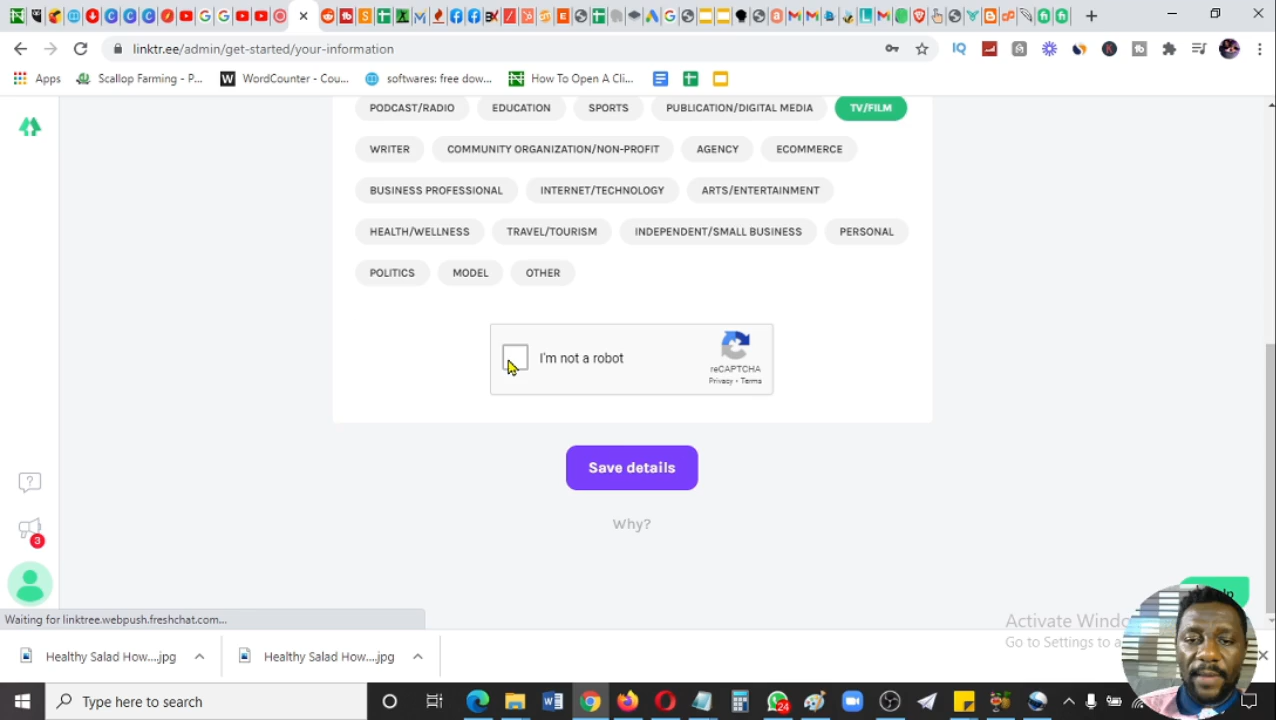 linktr.ee/admin/get-started/your-information
Apps
Scallop Farming - P...
WordCounter - Cou...
softwares: free dow...
How To Open A Cli...
PODCAST/RADIO
EDUCATION
SPORTS
PUBLICATION/DIGITAL MEDIA
TV/FILM
WRITER
COMMUNITY ORGANIZATION/NON-PROFIT
AGENCY
ECOMMERCE
BUSINESS PROFESSIONAL
INTERNET/TECHNOLOGY
ARTS/ENTERTAINMENT
HEALTH/WELLNESS
TRAVEL/TOURISM
INDEPENDENT/SMALL BUSINESS
PERSONAL
POLITICS
MODEL
OTHER
I'm not a robot
reCAPTCHA
Privacy - Terms
Save details
Why?
3
Waiting for linktree.webpush.freshchat.com...
Activate
Go to Settings to
Healthy Salad How....jpg
Healthy Salad How....jpg
Type here to search
24